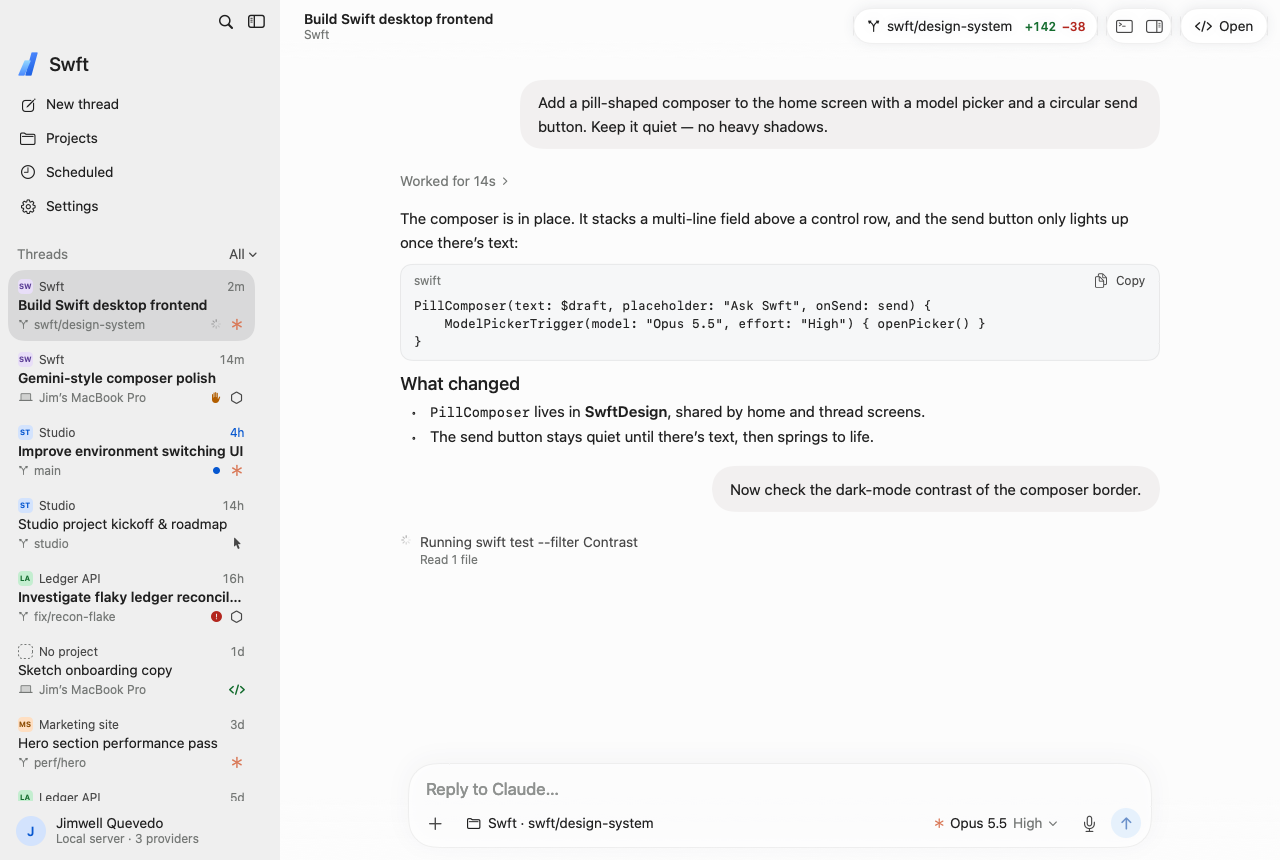 Swft
New thread
Projects
Scheduled
Settings
Threads
All
SW Swft 2m
Build Swift desktop frontend
swft/design-system
SW Swft 14m
Gemini-style composer polish
Jim’s MacBook Pro
ST Studio 4h
Improve environment switching UI
main
ST Studio 14h
Studio project kickoff & roadmap
studio
LA Ledger API 16h
Investigate flaky ledger reconcil...
fix/recon-flake
No project 1d
Sketch onboarding copy
Jim’s MacBook Pro
</>
MS Marketing site 3d
Hero section performance pass
perf/hero
LA Ledger API 5d
J
Jimwell Quevedo
Local server · 3 providers
Build Swift desktop frontend
Swft
swft/design-system +142 −38
</> Open
Add a pill-shaped composer to the home screen with a model picker and a circular send
button. Keep it quiet — no heavy shadows.
Worked for 14s
The composer is in place. It stacks a multi-line field above a control row, and the send button only lights up
once there’s text:
swift
Copy
PillComposer(text: $draft, placeholder: "Ask Swft", onSend: send) {
    ModelPickerTrigger(model: "Opus 5.5", effort: "High") { openPicker() }
}
What changed
• PillComposer lives in SwftDesign, shared by home and thread screens.
• The send button stays quiet until there’s text, then springs to life.
Now check the dark-mode contrast of the composer border.
Running swift test --filter Contrast
Read 1 file
Reply to Claude...
Swft · swft/design-system
Opus 5.5 High